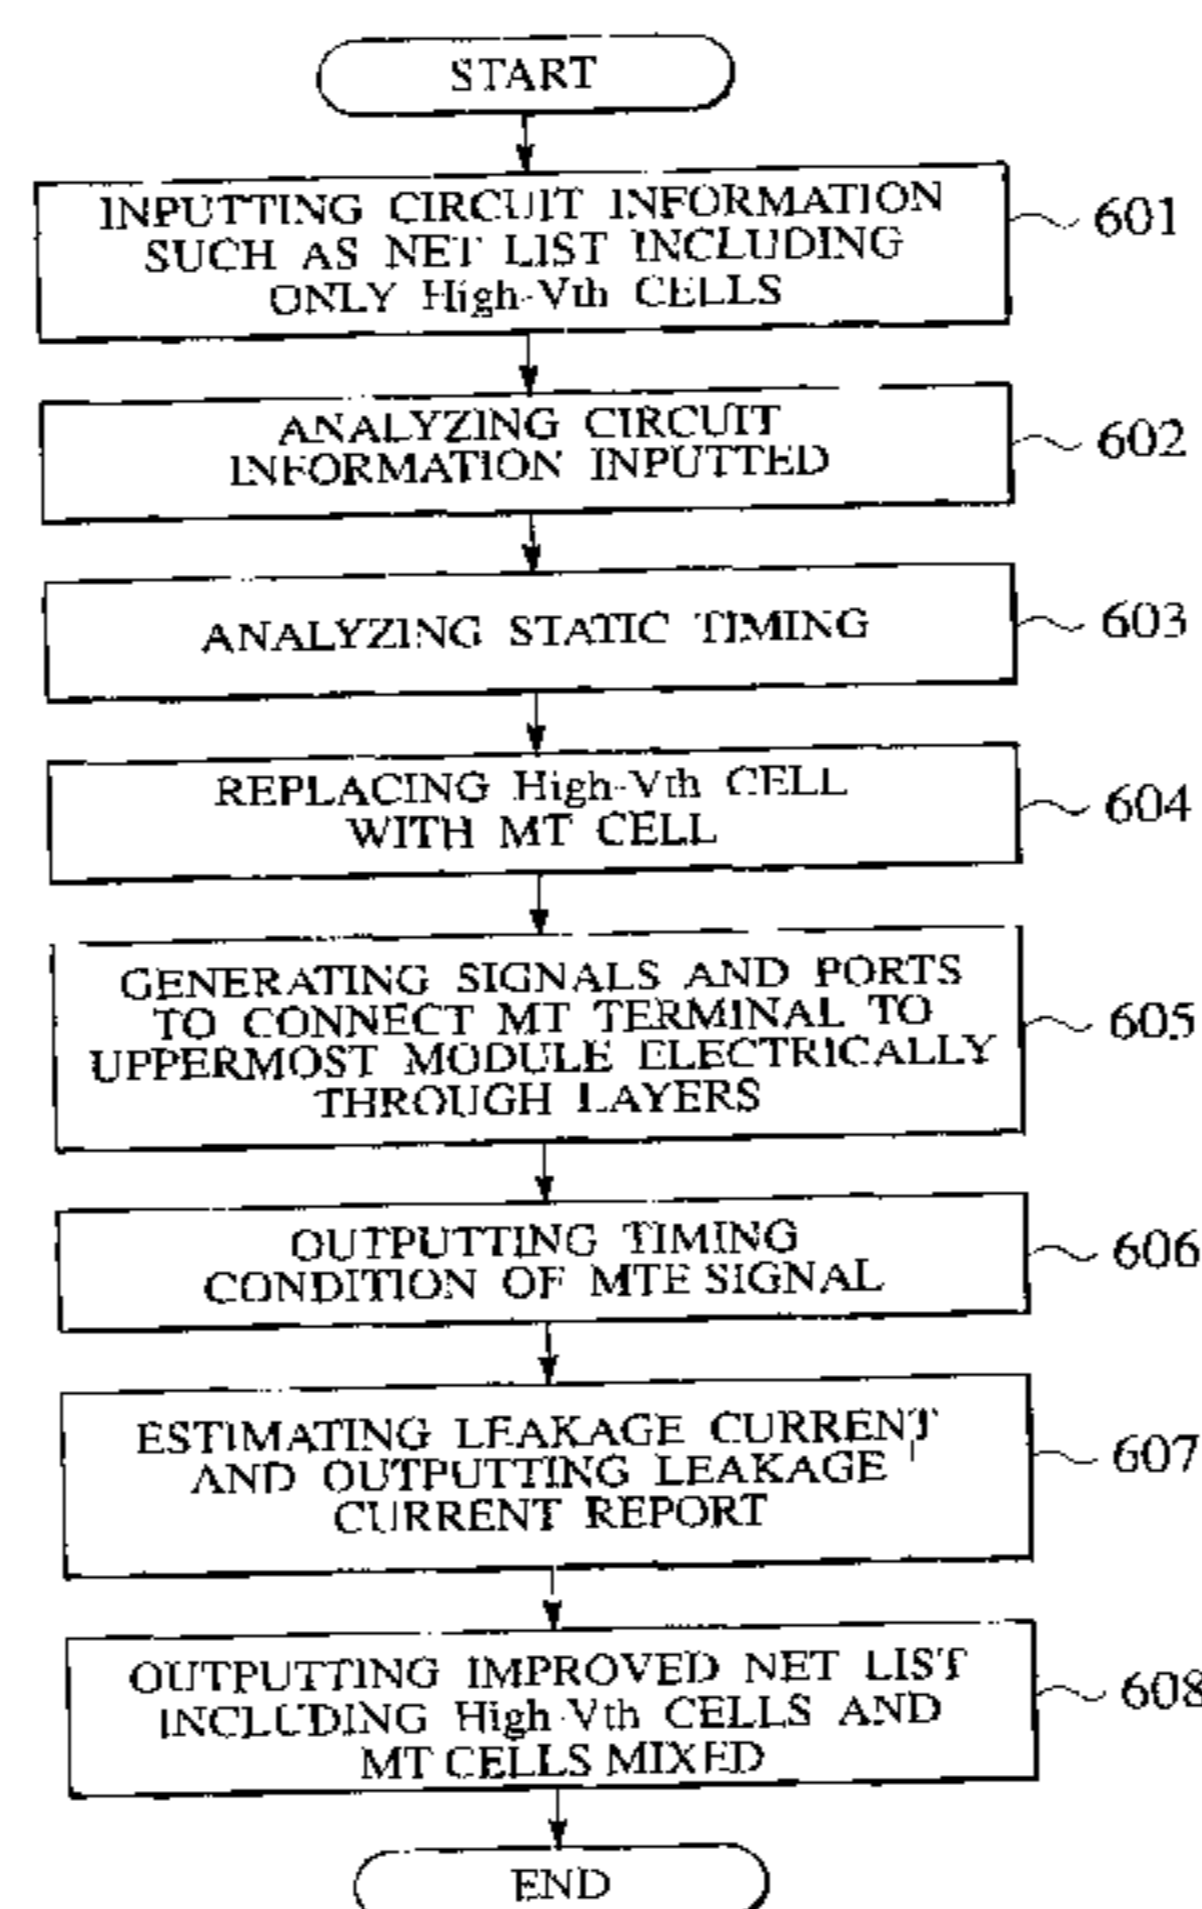 START
INPUTTING CIRCUIT INFORMATION
SUCH AS NET LIST INCLUDING
ONLY High-Vth CELLS
601
ANALYZING CIRCUIT
INFORMATION INPUTTED
602
ANALYZING STATIC TIMING
603
REPLACING High-Vth CELL
WITH MT CELL
604
GENERATING SIGNALS AND PORTS
TO CONNECT MT TERMINAL TO
UPPERMOST MODULE ELECTRICALLY
THROUGH LAYERS
605
OUTPUTTING TIMING
CONDITION OF MTE SIGNAL
606
ESTIMATING LEAKAGE CURRENT
AND OUTPUTTING LEAKAGE
CURRENT REPORT
607
OUTPUTTING IMPROVED NET LIST
INCLUDING High-Vth CELLS AND
MT CELLS MIXED
608
END